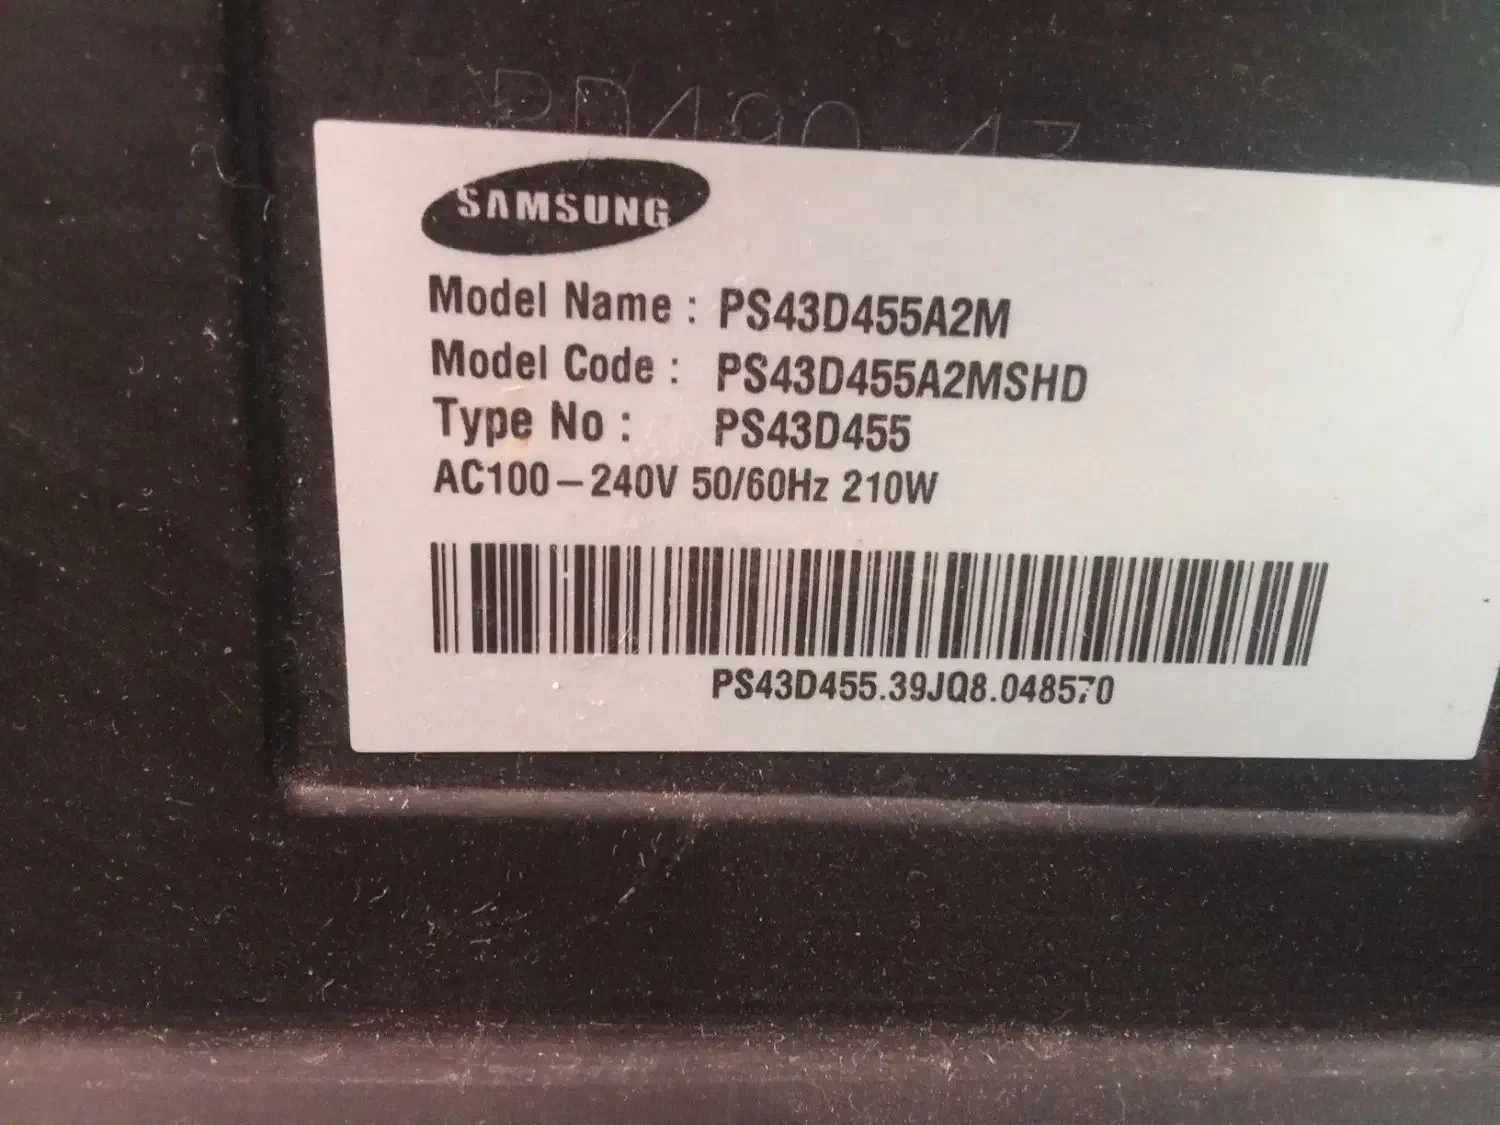 SAMSUNG
Model Name : PS43D455A2M
Model Code : PS43D455A2MSHD
Type No : PS43D455
AC100-240V 50/60Hz 210W
PS43D455.39JQ8.048570